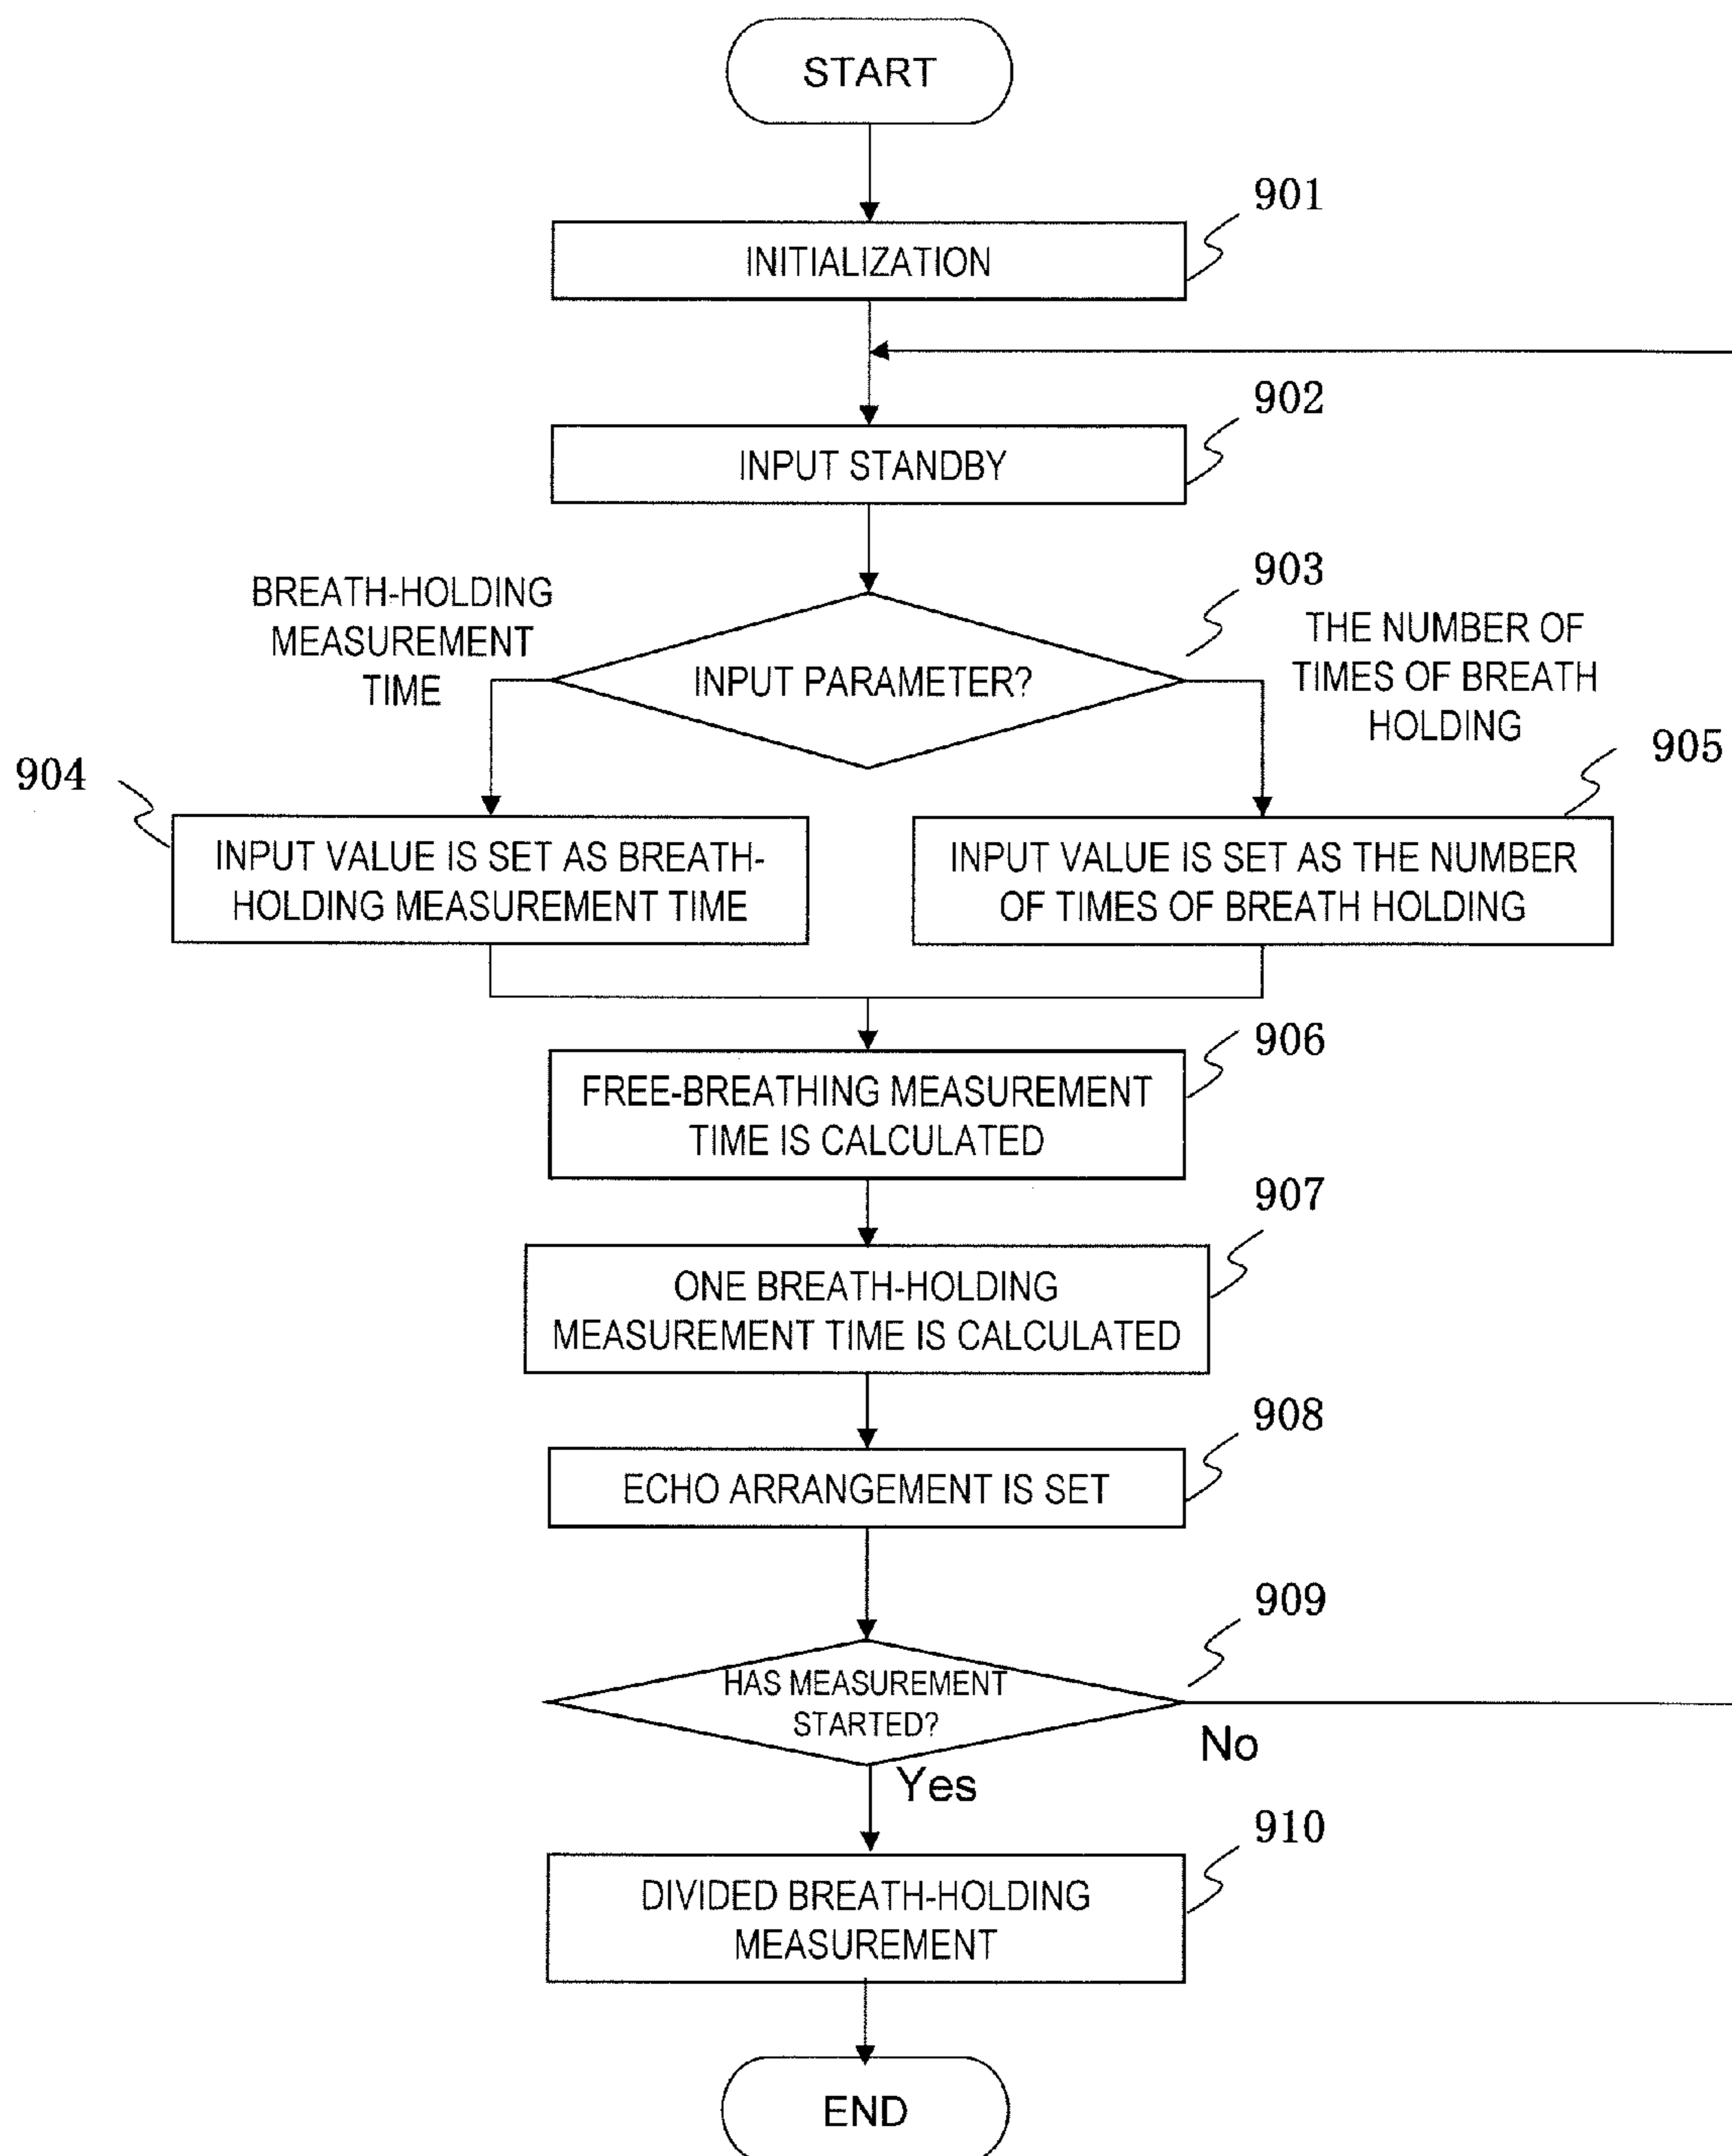 START
901
INITIALIZATION
902
INPUT STANDBY
903
BREATH-HOLDING
MEASUREMENT
TIME
INPUT PARAMETER?
THE NUMBER OF
TIMES OF BREATH
HOLDING
904
905
INPUT VALUE IS SET AS BREATH-
HOLDING MEASUREMENT TIME
INPUT VALUE IS SET AS THE NUMBER
OF TIMES OF BREATH HOLDING
906
FREE-BREATHING MEASUREMENT
TIME IS CALCULATED
907
ONE BREATH-HOLDING
MEASUREMENT TIME IS CALCULATED
908
ECHO ARRANGEMENT IS SET
909
HAS MEASUREMENT
STARTED?
No
Yes
910
DIVIDED BREATH-HOLDING
MEASUREMENT
END